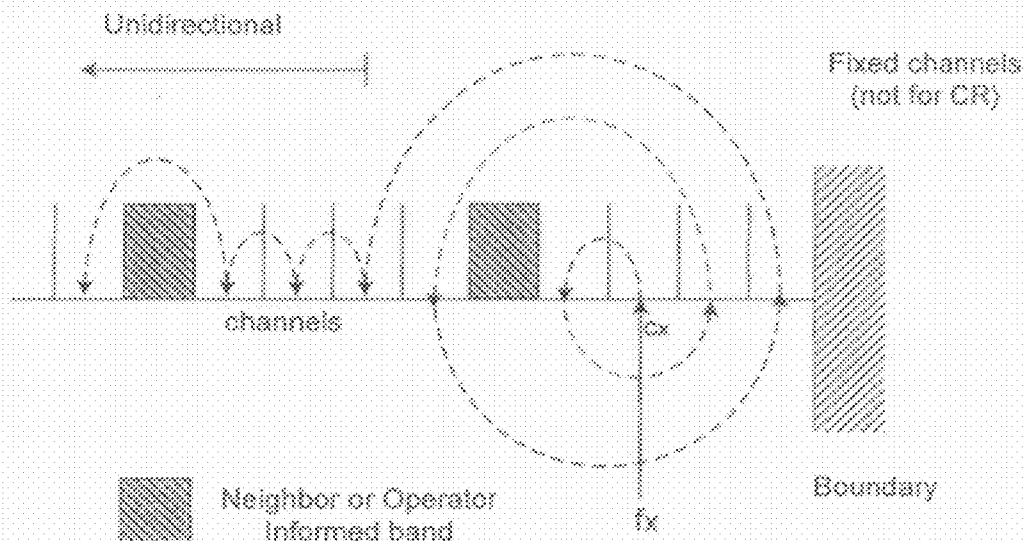 Unidirectional
Fixed channels
(not for CR)
channels
cx
Boundary
Neighbor or Operator
Informed band
fx